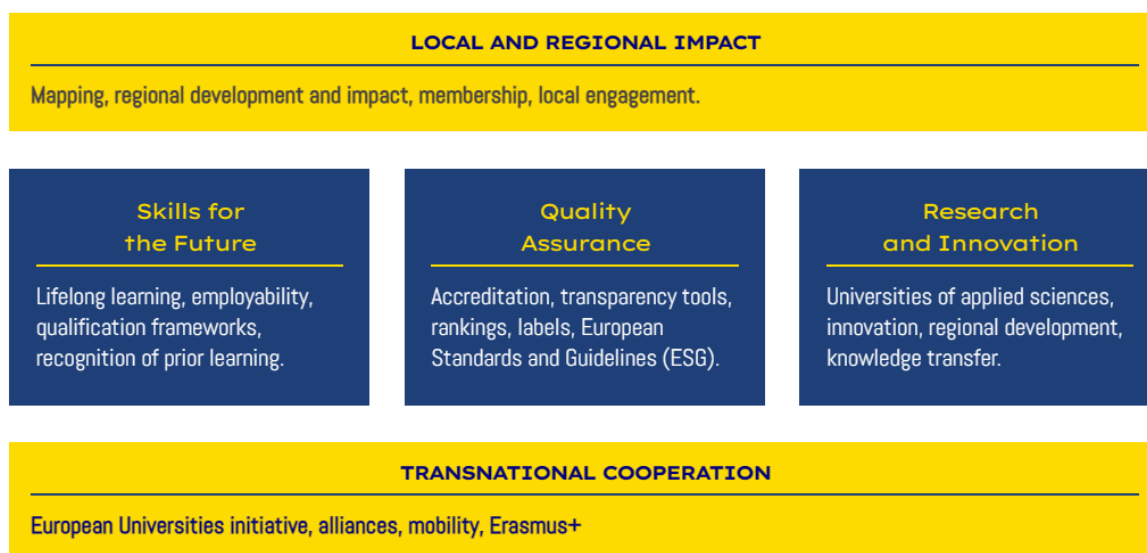 LOCAL AND REGIONAL IMPACT
Mapping, regional development and impact, membership, local engagement.
Skills for
the Future
Lifelong learning, employability,
qualification frameworks,
recognition of prior learning.
Quality
Assurance
Accreditation, transparency tools,
rankings, labels, European
Standards and Guidelines (ESG).
Research
and Innovation
Universities of applied sciences,
innovation, regional development,
knowledge transfer.
TRANSNATIONAL COOPERATION
European Universities initiative, alliances, mobility, Erasmus+